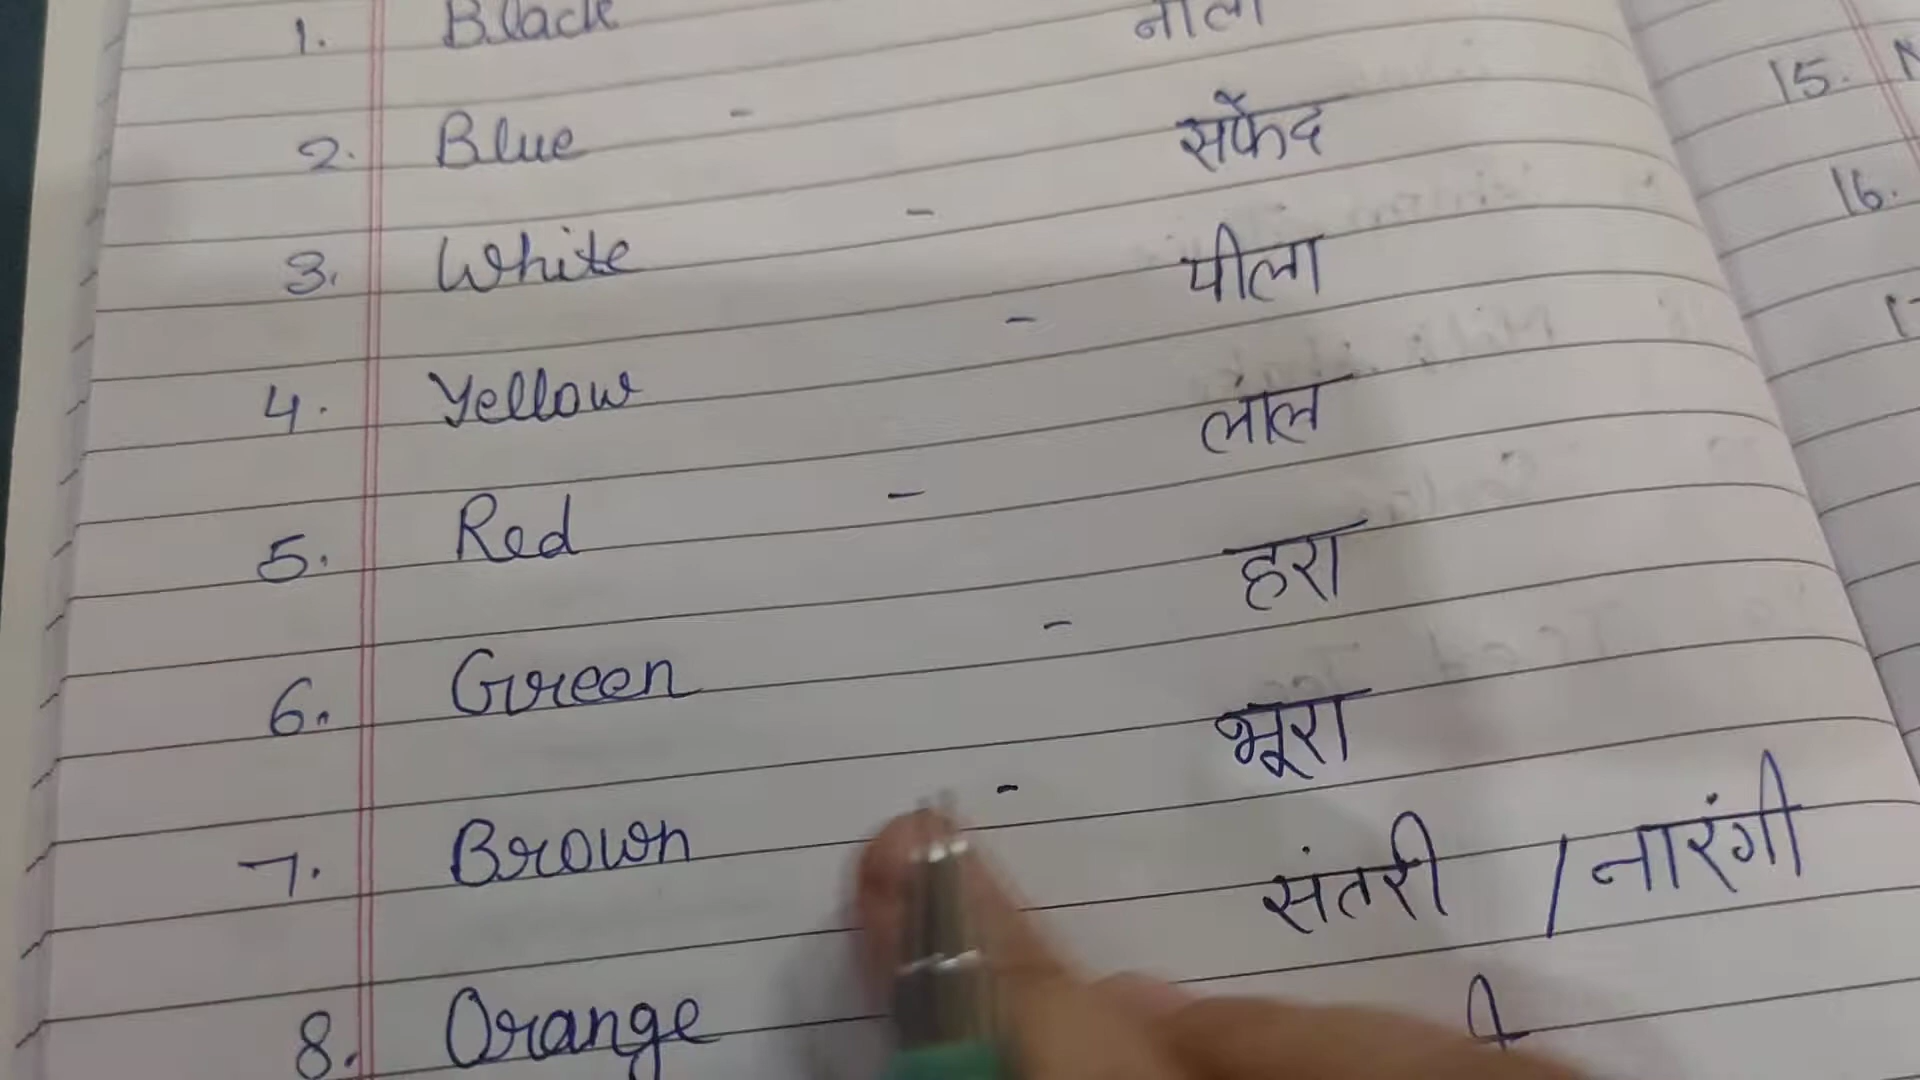 1. Black
नीला
2. Blue -
सफेद
3. White -
पीला
4. Yellow -
लाल
5. Red -
हरा
6. Green -
भूरा
7. Brown -
संतरी / नारंगी
8. Orange
15.
16.